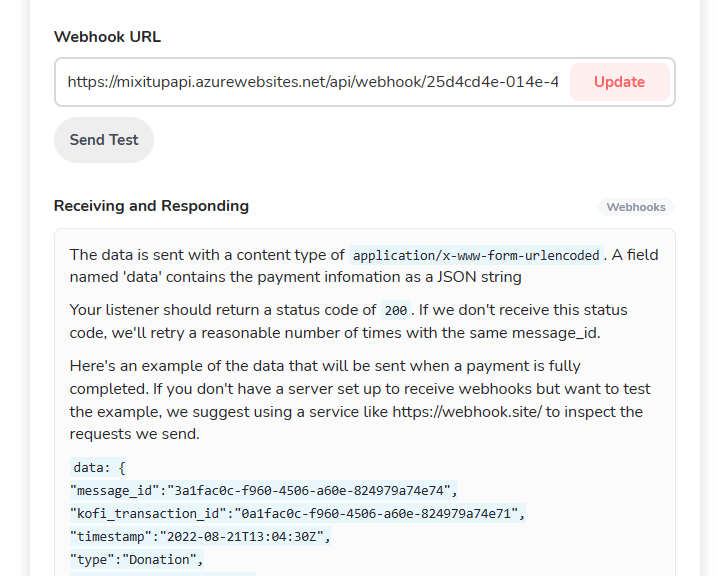 Webhook URL
https://mixitupapi.azurewebsites.net/api/webhook/25d4cd4e-014e-4
Update
Send Test
Receiving and Responding
Webhooks
The data is sent with a content type of application/x-www-form-urlencoded. A field
named 'data' contains the payment infomation as a JSON string
Your listener should return a status code of 200. If we don't receive this status
code, we'll retry a reasonable number of times with the same message_id.
Here's an example of the data that will be sent when a payment is fully
completed. If you don't have a server set up to receive webhooks but want to test
the example, we suggest using a service like https://webhook.site/ to inspect the
requests we send.
data: {
"message_id":"3a1fac0c-f960-4506-a60e-824979a74e74",
"kofi_transaction_id":"0a1fac0c-f960-4506-a60e-824979a74e71",
"timestamp":"2022-08-21T13:04:30Z",
"type":"Donation",